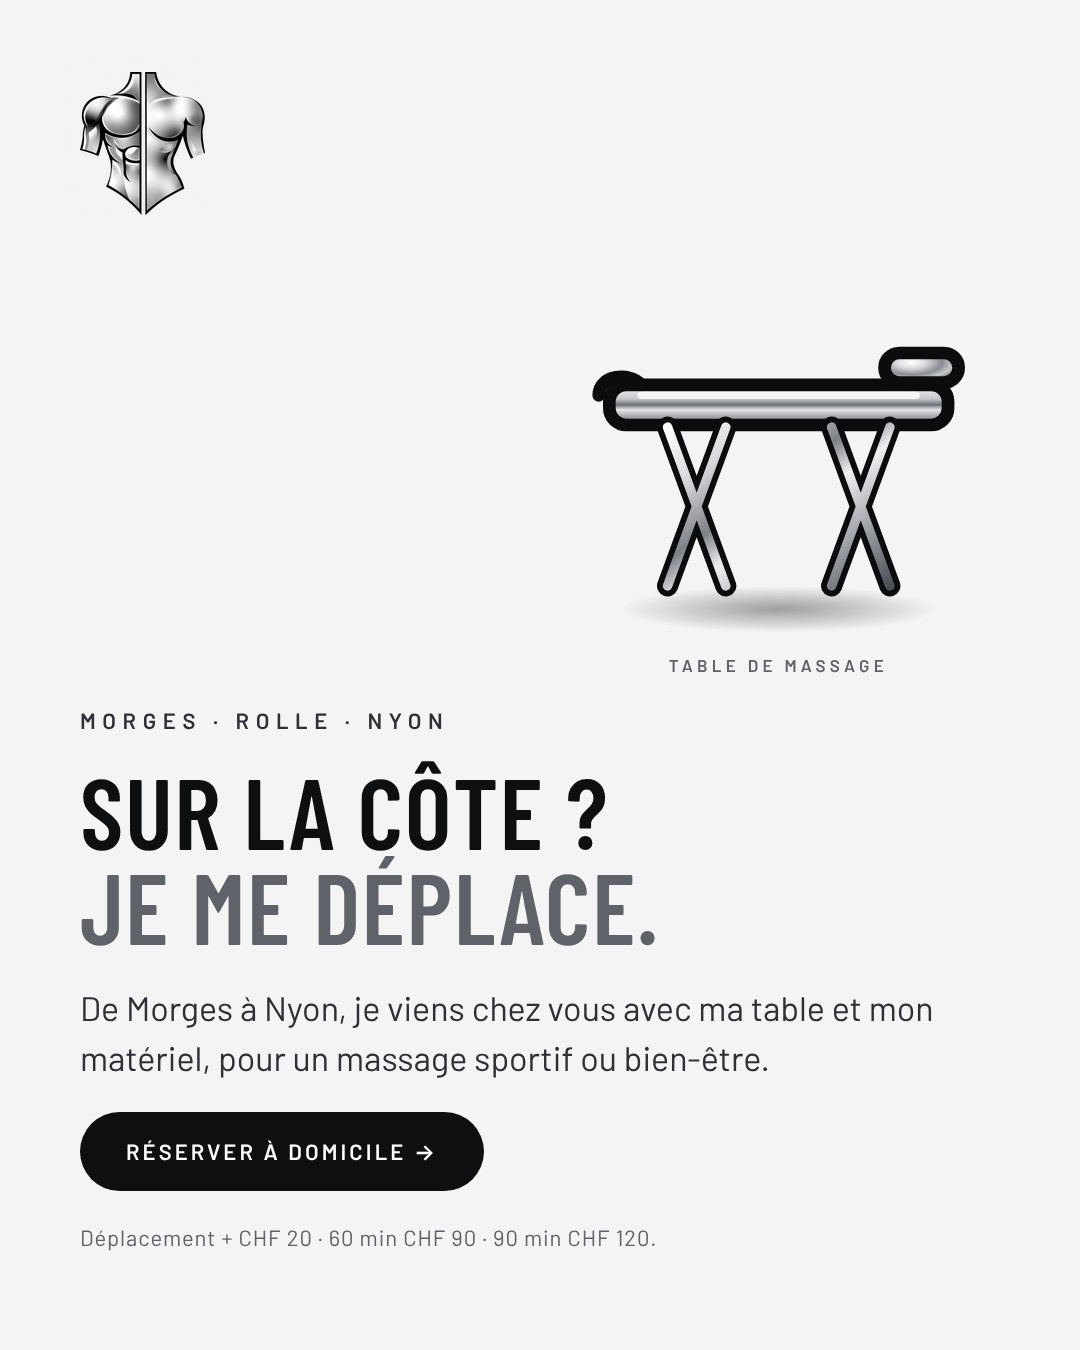 TABLE DE MASSAGE
MORGES · ROLLE · NYON
SUR LA CÔTE ?
JE ME DÉPLACE.
De Morges à Nyon, je viens chez vous avec ma table et mon
matériel, pour un massage sportif ou bien-être.
RÉSERVER À DOMICILE →
Déplacement + CHF 20 · 60 min CHF 90 · 90 min CHF 120.